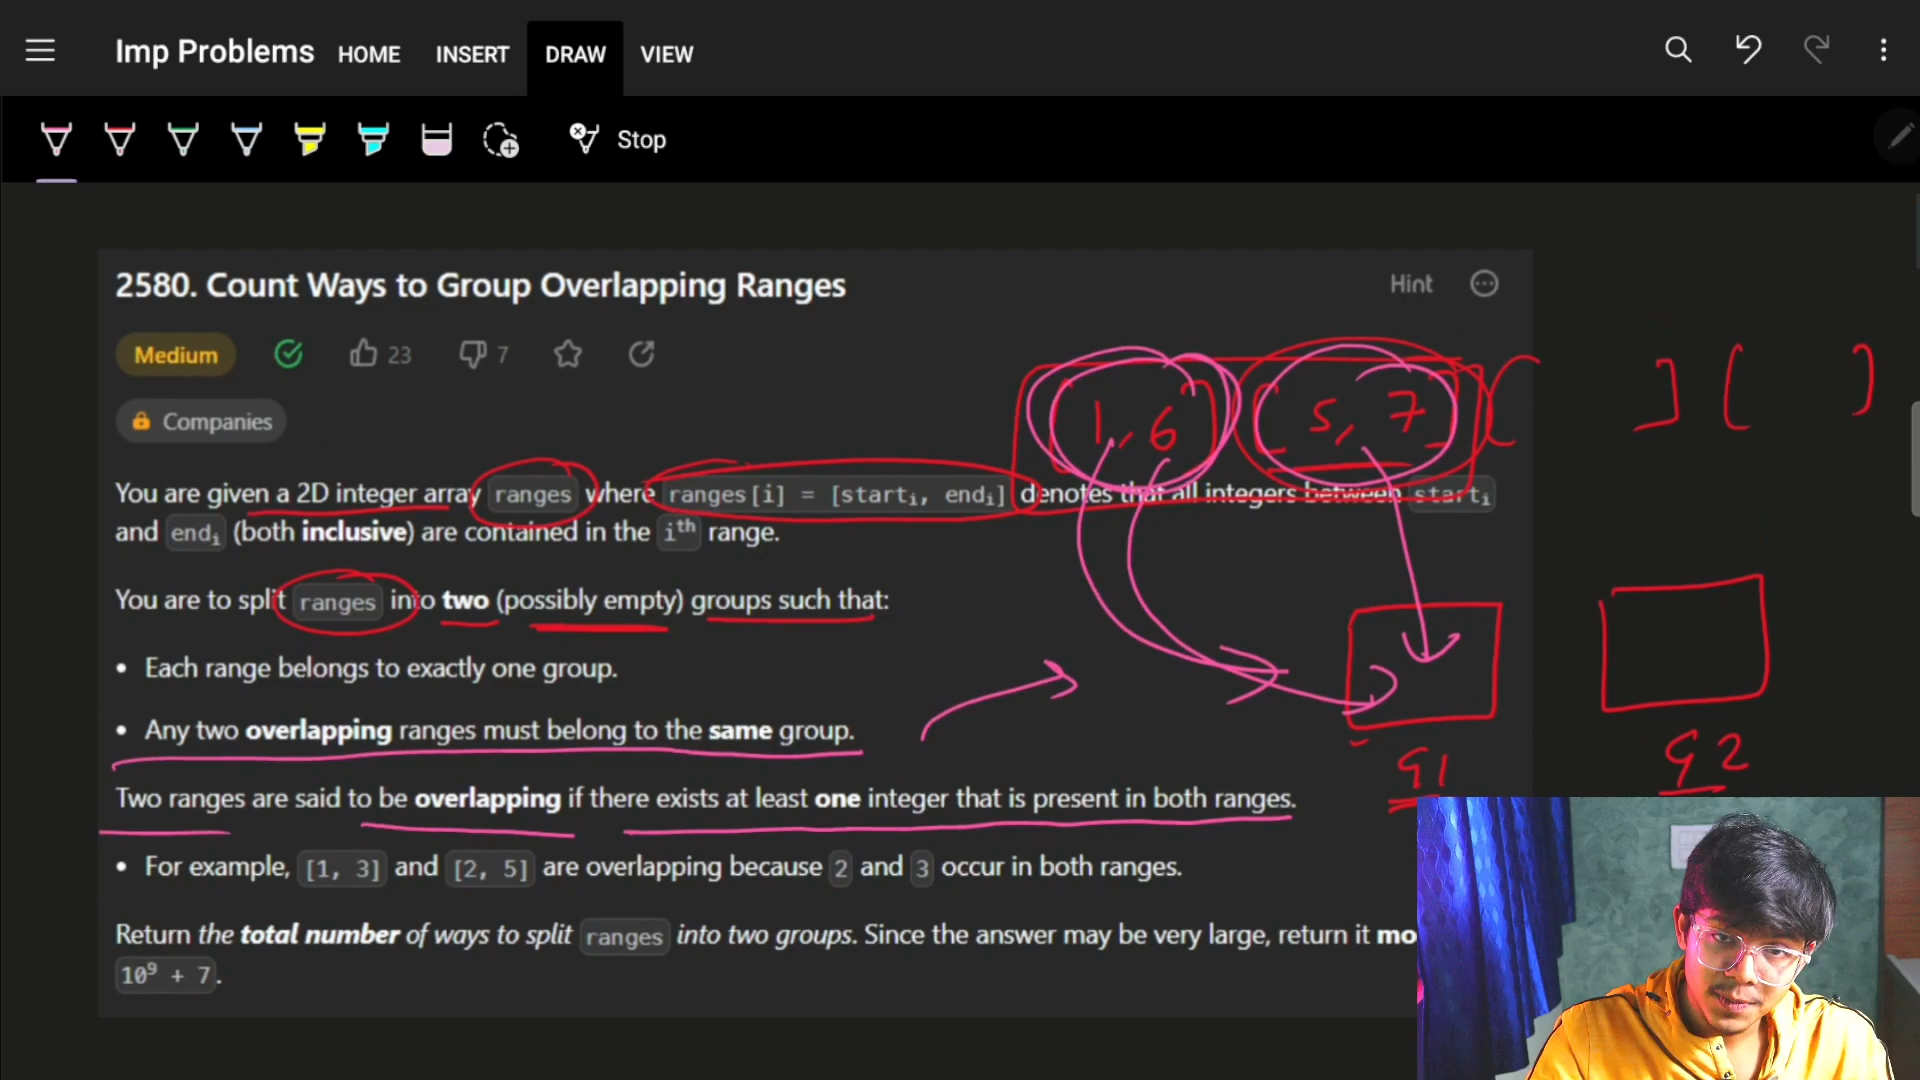 Imp Problems HOME INSERT DRAW VIEW
Stop
2580. Count Ways to Group Overlapping Ranges
Hint
Medium 23 7
Companies
1, 6 5, 7
You are given a 2D integer array ranges where ranges[i] = [startᵢ, endᵢ] denotes that all integers between startᵢ
and endᵢ (both inclusive) are contained in the iᵗʰ range.
You are to split ranges into two (possibly empty) groups such that:
• Each range belongs to exactly one group.
• Any two overlapping ranges must belong to the same group.
G1 G2
Two ranges are said to be overlapping if there exists at least one integer that is present in both ranges.
• For example, [1, 3] and [2, 5] are overlapping because 2 and 3 occur in both ranges.
Return the total number of ways to split ranges into two groups. Since the answer may be very large, return it mo
10⁹ + 7.